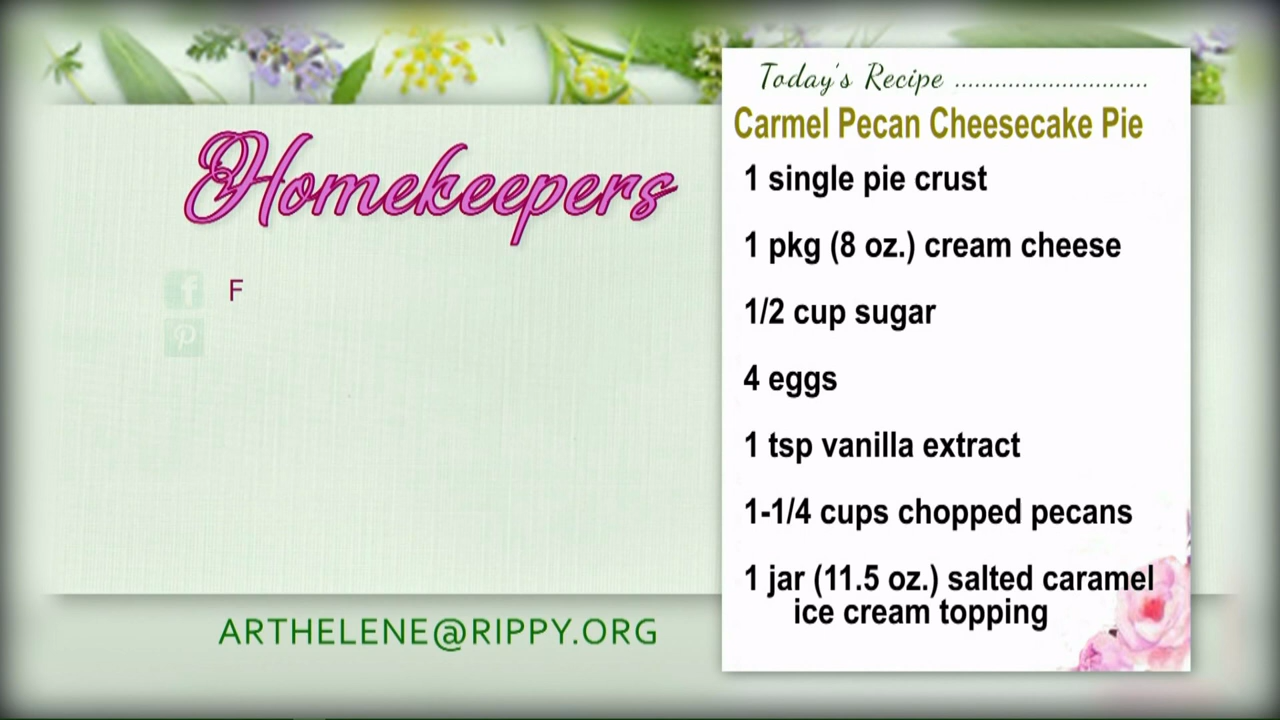 Homekeepers
F
ARTHELENE@RIPPY.ORG
Today's Recipe ............................
Carmel Pecan Cheesecake Pie
1 single pie crust
1 pkg (8 oz.) cream cheese
1/2 cup sugar
4 eggs
1 tsp vanilla extract
1-1/4 cups chopped pecans
1 jar (11.5 oz.) salted caramel
ice cream topping